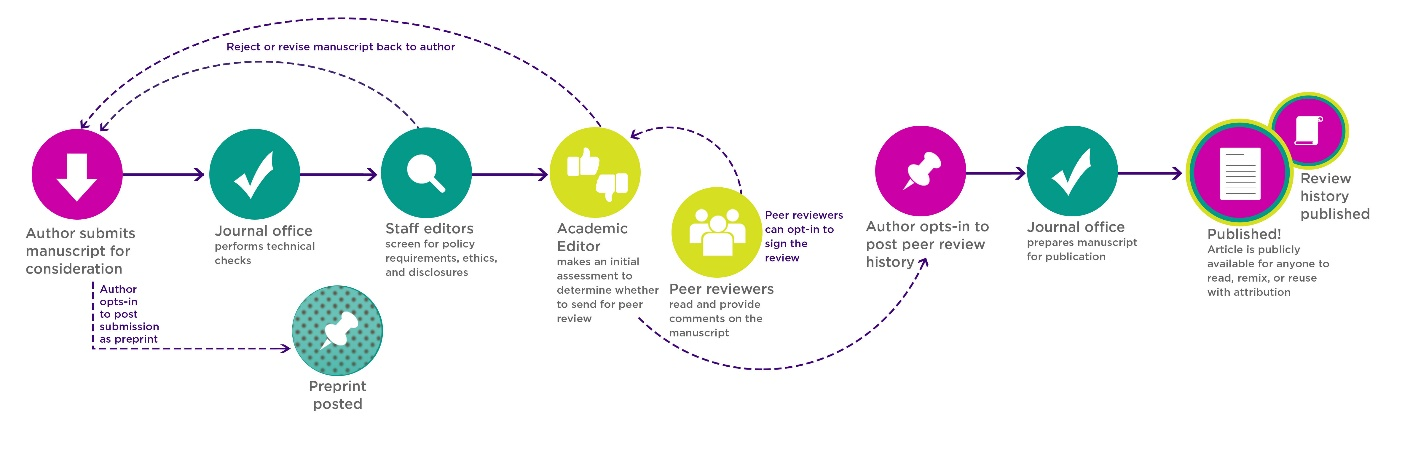 Reject or revise manuscript back to author
Author submits
manuscript for
consideration
Author
opts-in
to post
submission
as preprint
Preprint
posted
Journal office
performs technical
checks
Staff editors
screen for policy
requirements, ethics,
and disclosures
Academic
Editor
makes an initial
assessment to
determine whether
to send for peer
review
Peer reviewers
read and provide
comments on the
manuscript
Peer reviewers
can opt-in to
sign the
review
Author opts-in to
post peer review
history
Journal office
prepares manuscript
for publication
Published!
Article is publicly
available for anyone to
read, remix, or reuse
with attribution
Review
history
published